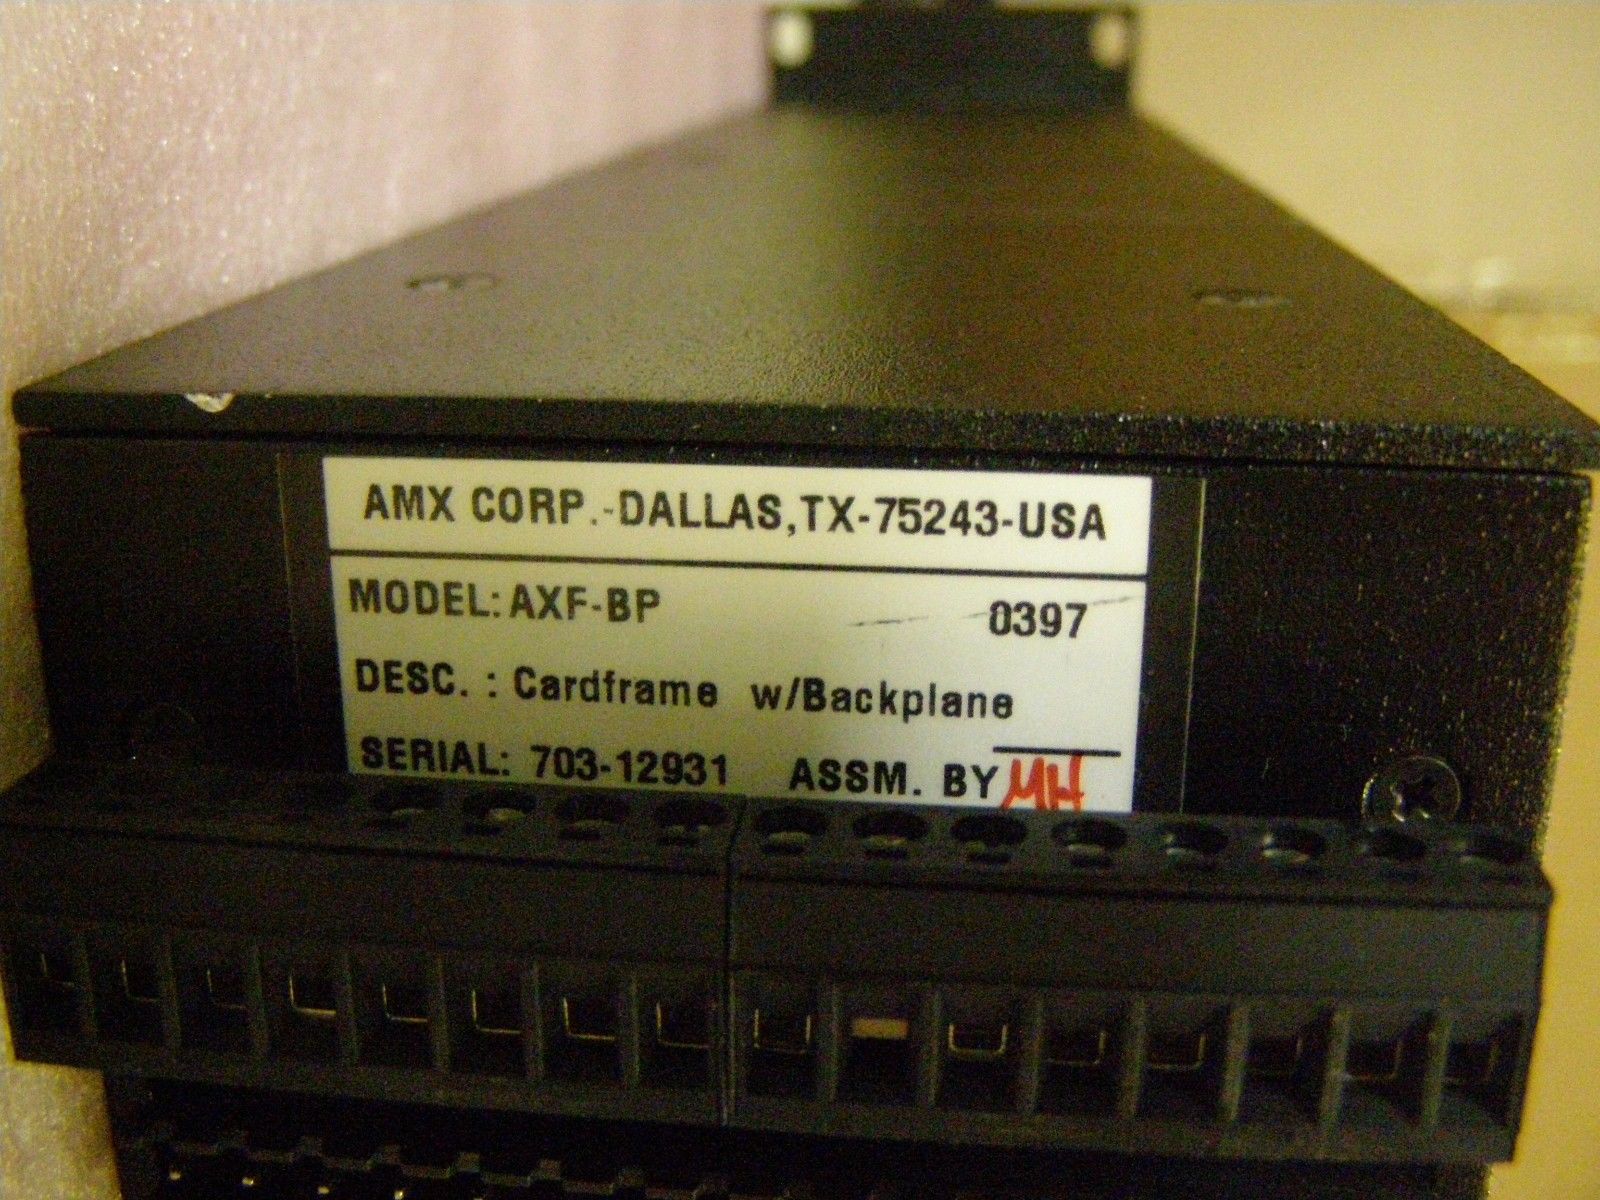 AMX CORP.-DALLAS,TX-75243-USA
MODEL: AXF-BP 0397
DESC. : Cardframe w/Backplane
SERIAL: 703-12931 ASSM. BY MH